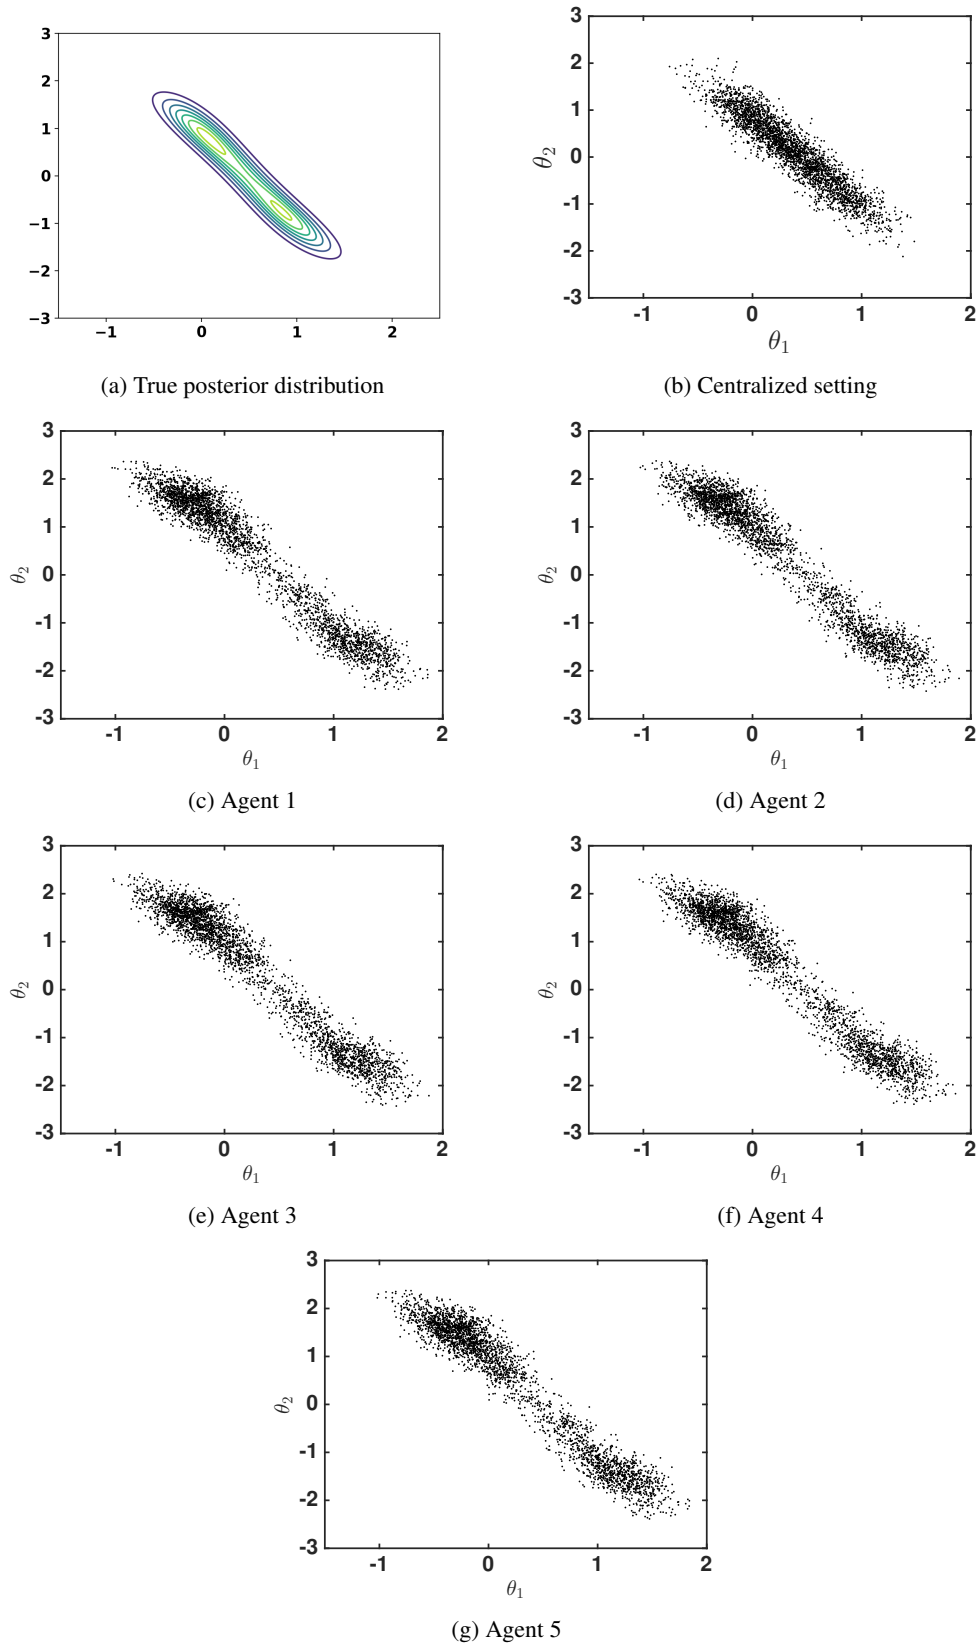 3
2
1
0
−1
−2
−3
−1 0 1 2
(a) True posterior distribution
3
2
1
0
-1
-2
-3
θ2
-1 0 1 2
θ1
(b) Centralized setting
3
2
1
0
-1
-2
-3
θ2
-1 0 1 2
θ1
(c) Agent 1
3
2
1
0
-1
-2
-3
θ2
-1 0 1 2
θ1
(d) Agent 2
3
2
1
0
-1
-2
-3
θ2
-1 0 1 2
θ1
(e) Agent 3
3
2
1
0
-1
-2
-3
θ2
-1 0 1 2
θ1
(f) Agent 4
3
2
1
0
-1
-2
-3
θ2
-1 0 1 2
θ1
(g) Agent 5